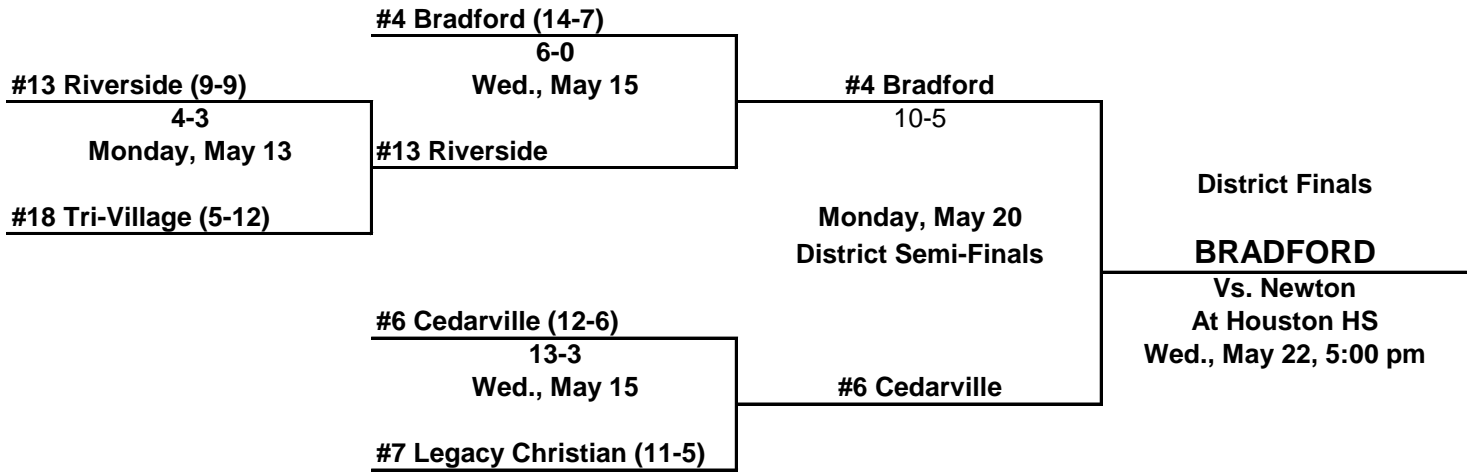 #4 Bradford (14-7)
6-0
Wed., May 15
#13 Riverside (9-9)
4-3
Monday, May 13
#13 Riverside
#18 Tri-Village (5-12)
#4 Bradford
10-5
Monday, May 20
District Semi-Finals
#6 Cedarville (12-6)
13-3
Wed., May 15
#6 Cedarville
#7 Legacy Christian (11-5)
District Finals
BRADFORD
Vs. Newton
At Houston HS
Wed., May 22, 5:00 pm